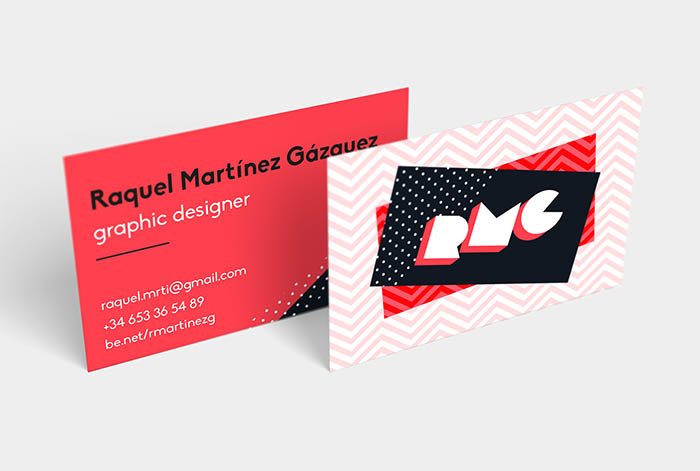 Raquel Martínez Gázquez
graphic designer
raquel.mrti@gmail.com
+34 653 36 54 89
be.net/rmartinezg
RMG